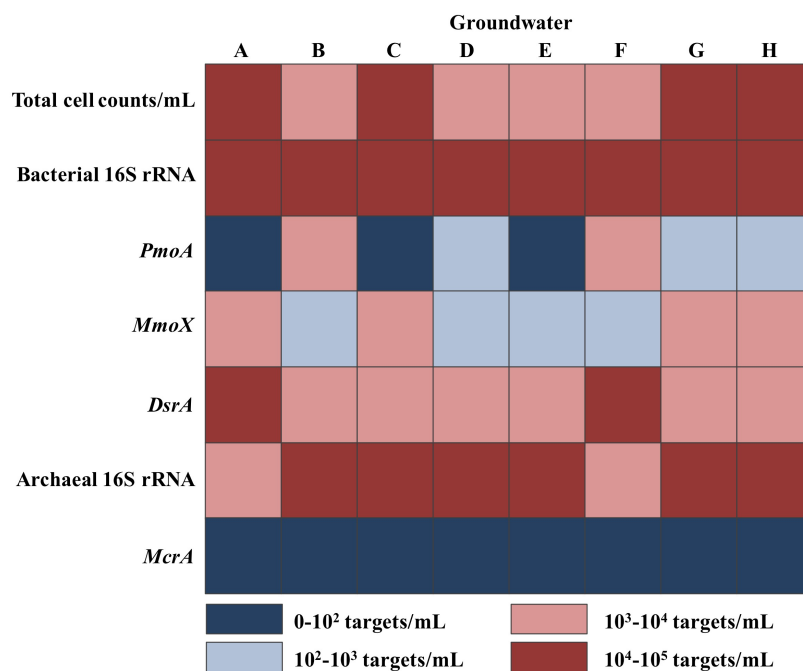 Groundwater
A B C D E F G H
Total cell counts/mL
Bacterial 16S rRNA
PmoA
MmoX
DsrA
Archaeal 16S rRNA
McrA
0-10² targets/mL
10³-10⁴ targets/mL
10²-10³ targets/mL
10⁴-10⁵ targets/mL